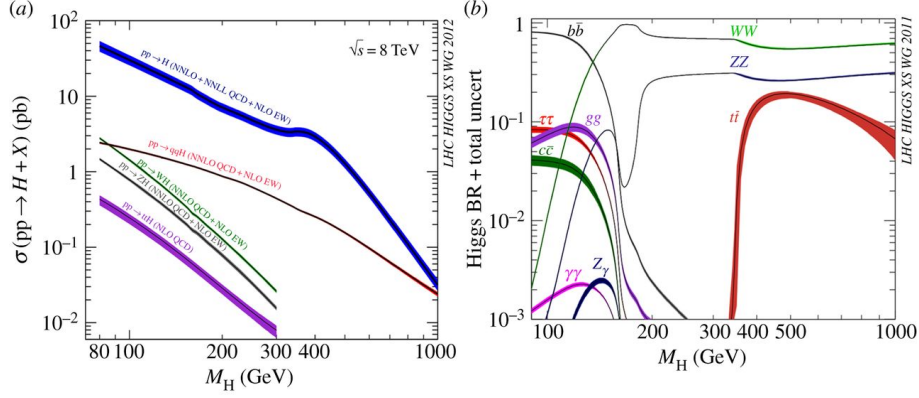 (a)
10²
10
1
10⁻¹
10⁻²
σ(pp → H + X) (pb)
√s = 8 TeV
pp→H (NNLO+NNLL QCD+NLO EW)
pp→qqH (NNLO QCD+NLO EW)
pp→WH (NNLO QCD+NLO EW)
pp→ZH (NNLO QCD+NLO EW)
pp→ttH (NLO QCD)
80 100 200 300 400 1000
M_H (GeV)
LHC HIGGS XS WG 2012
(b)
1
10⁻¹
10⁻²
10⁻³
Higgs BR + total uncert
bb̄
WW
ZZ
ττ
gg
cc̄
tt̄
γγ
Zγ
100 200 300 400 500 1000
M_H (GeV)
LHC HIGGS XS WG 2011